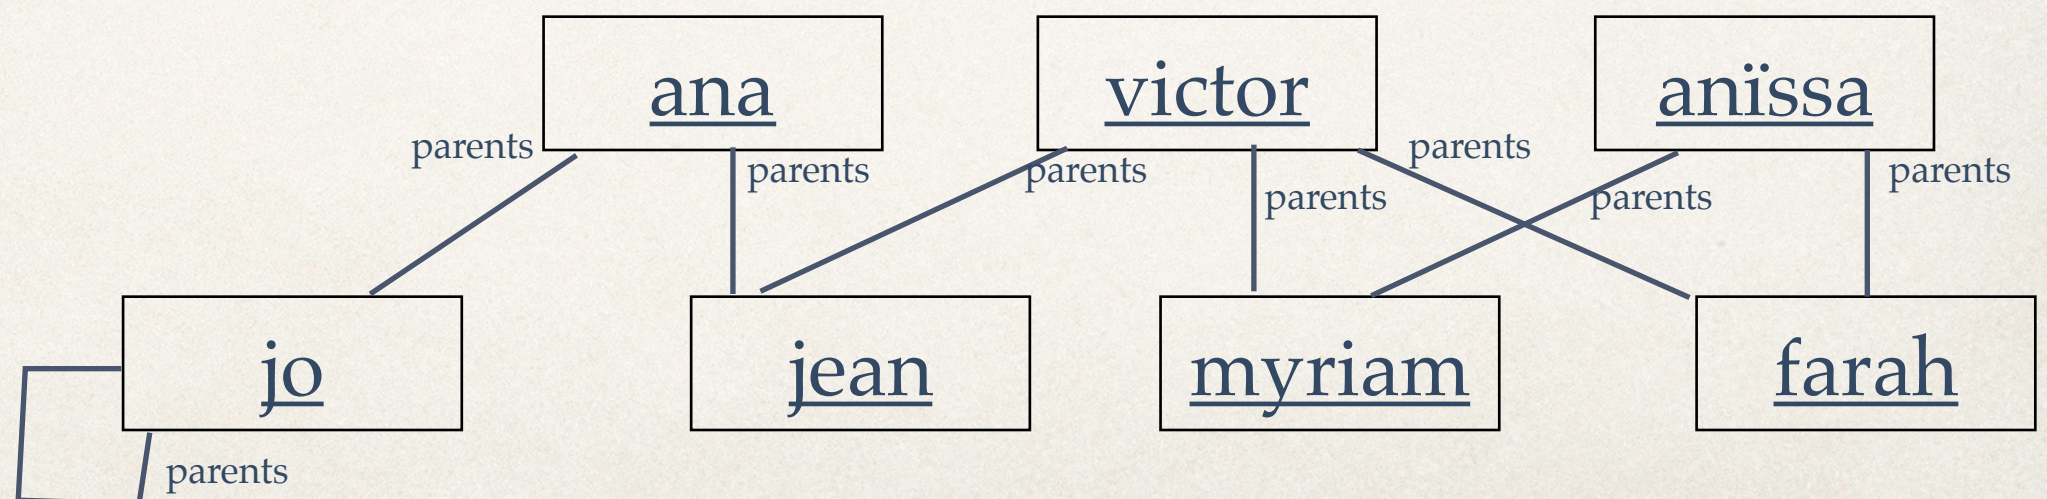 ana
victor
anïssa
parents
parents
parents
parents
parents
parents
parents
jo
jean
myriam
farah
parents